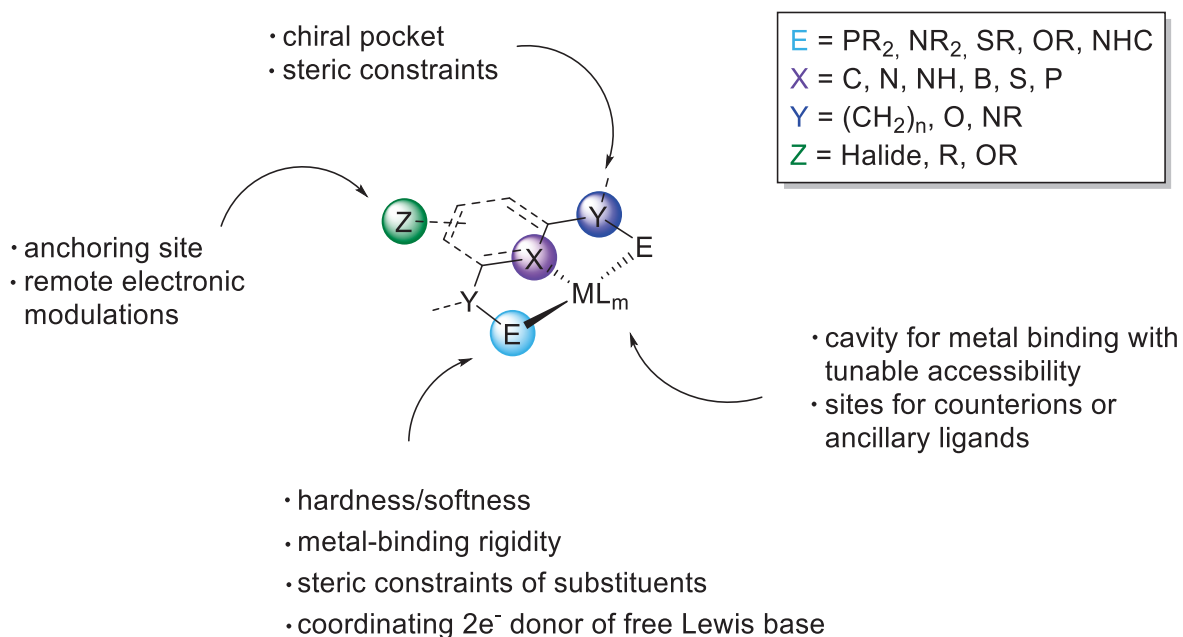 · chiral pocket
· steric constraints
E = PR2, NR2, SR, OR, NHC
X = C, N, NH, B, S, P
Y = (CH2)n, O, NR
Z = Halide, R, OR
Z
Y
X
E
· anchoring site
· remote electronic
modulations
Y
MLm
E
· cavity for metal binding with
tunable accessibility
· sites for counterions or
ancillary ligands
· hardness/softness
· metal-binding rigidity
· steric constraints of substituents
· coordinating 2e- donor of free Lewis base